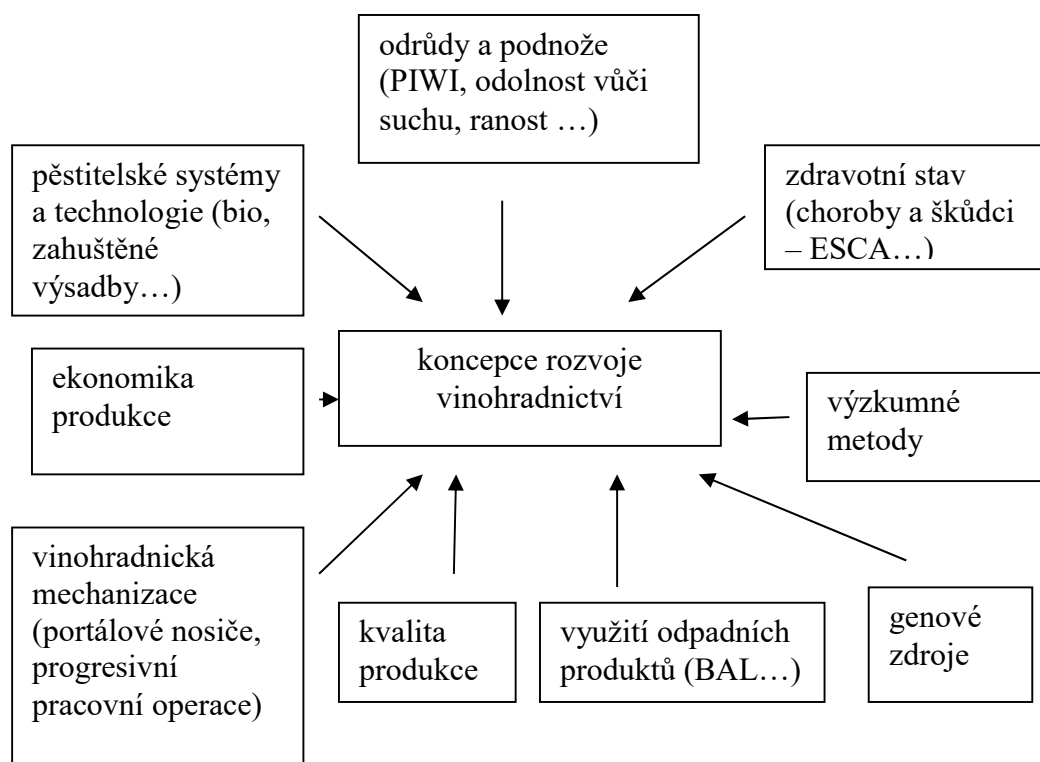 odrůdy a podnože
(PIWI, odolnost vůči
suchu, ranost …)
pěstitelské systémy
a technologie (bio,
zahuštěné
výsadby…)
zdravotní stav
(choroby a škůdci
– ESCA…)
ekonomika
produkce
koncepce rozvoje
vinohradnictví
výzkumné
metody
vinohradnická
mechanizace
(portálové nosiče,
progresivní
pracovní operace)
kvalita
produkce
využití odpadních
produktů (BAL…)
genové
zdroje